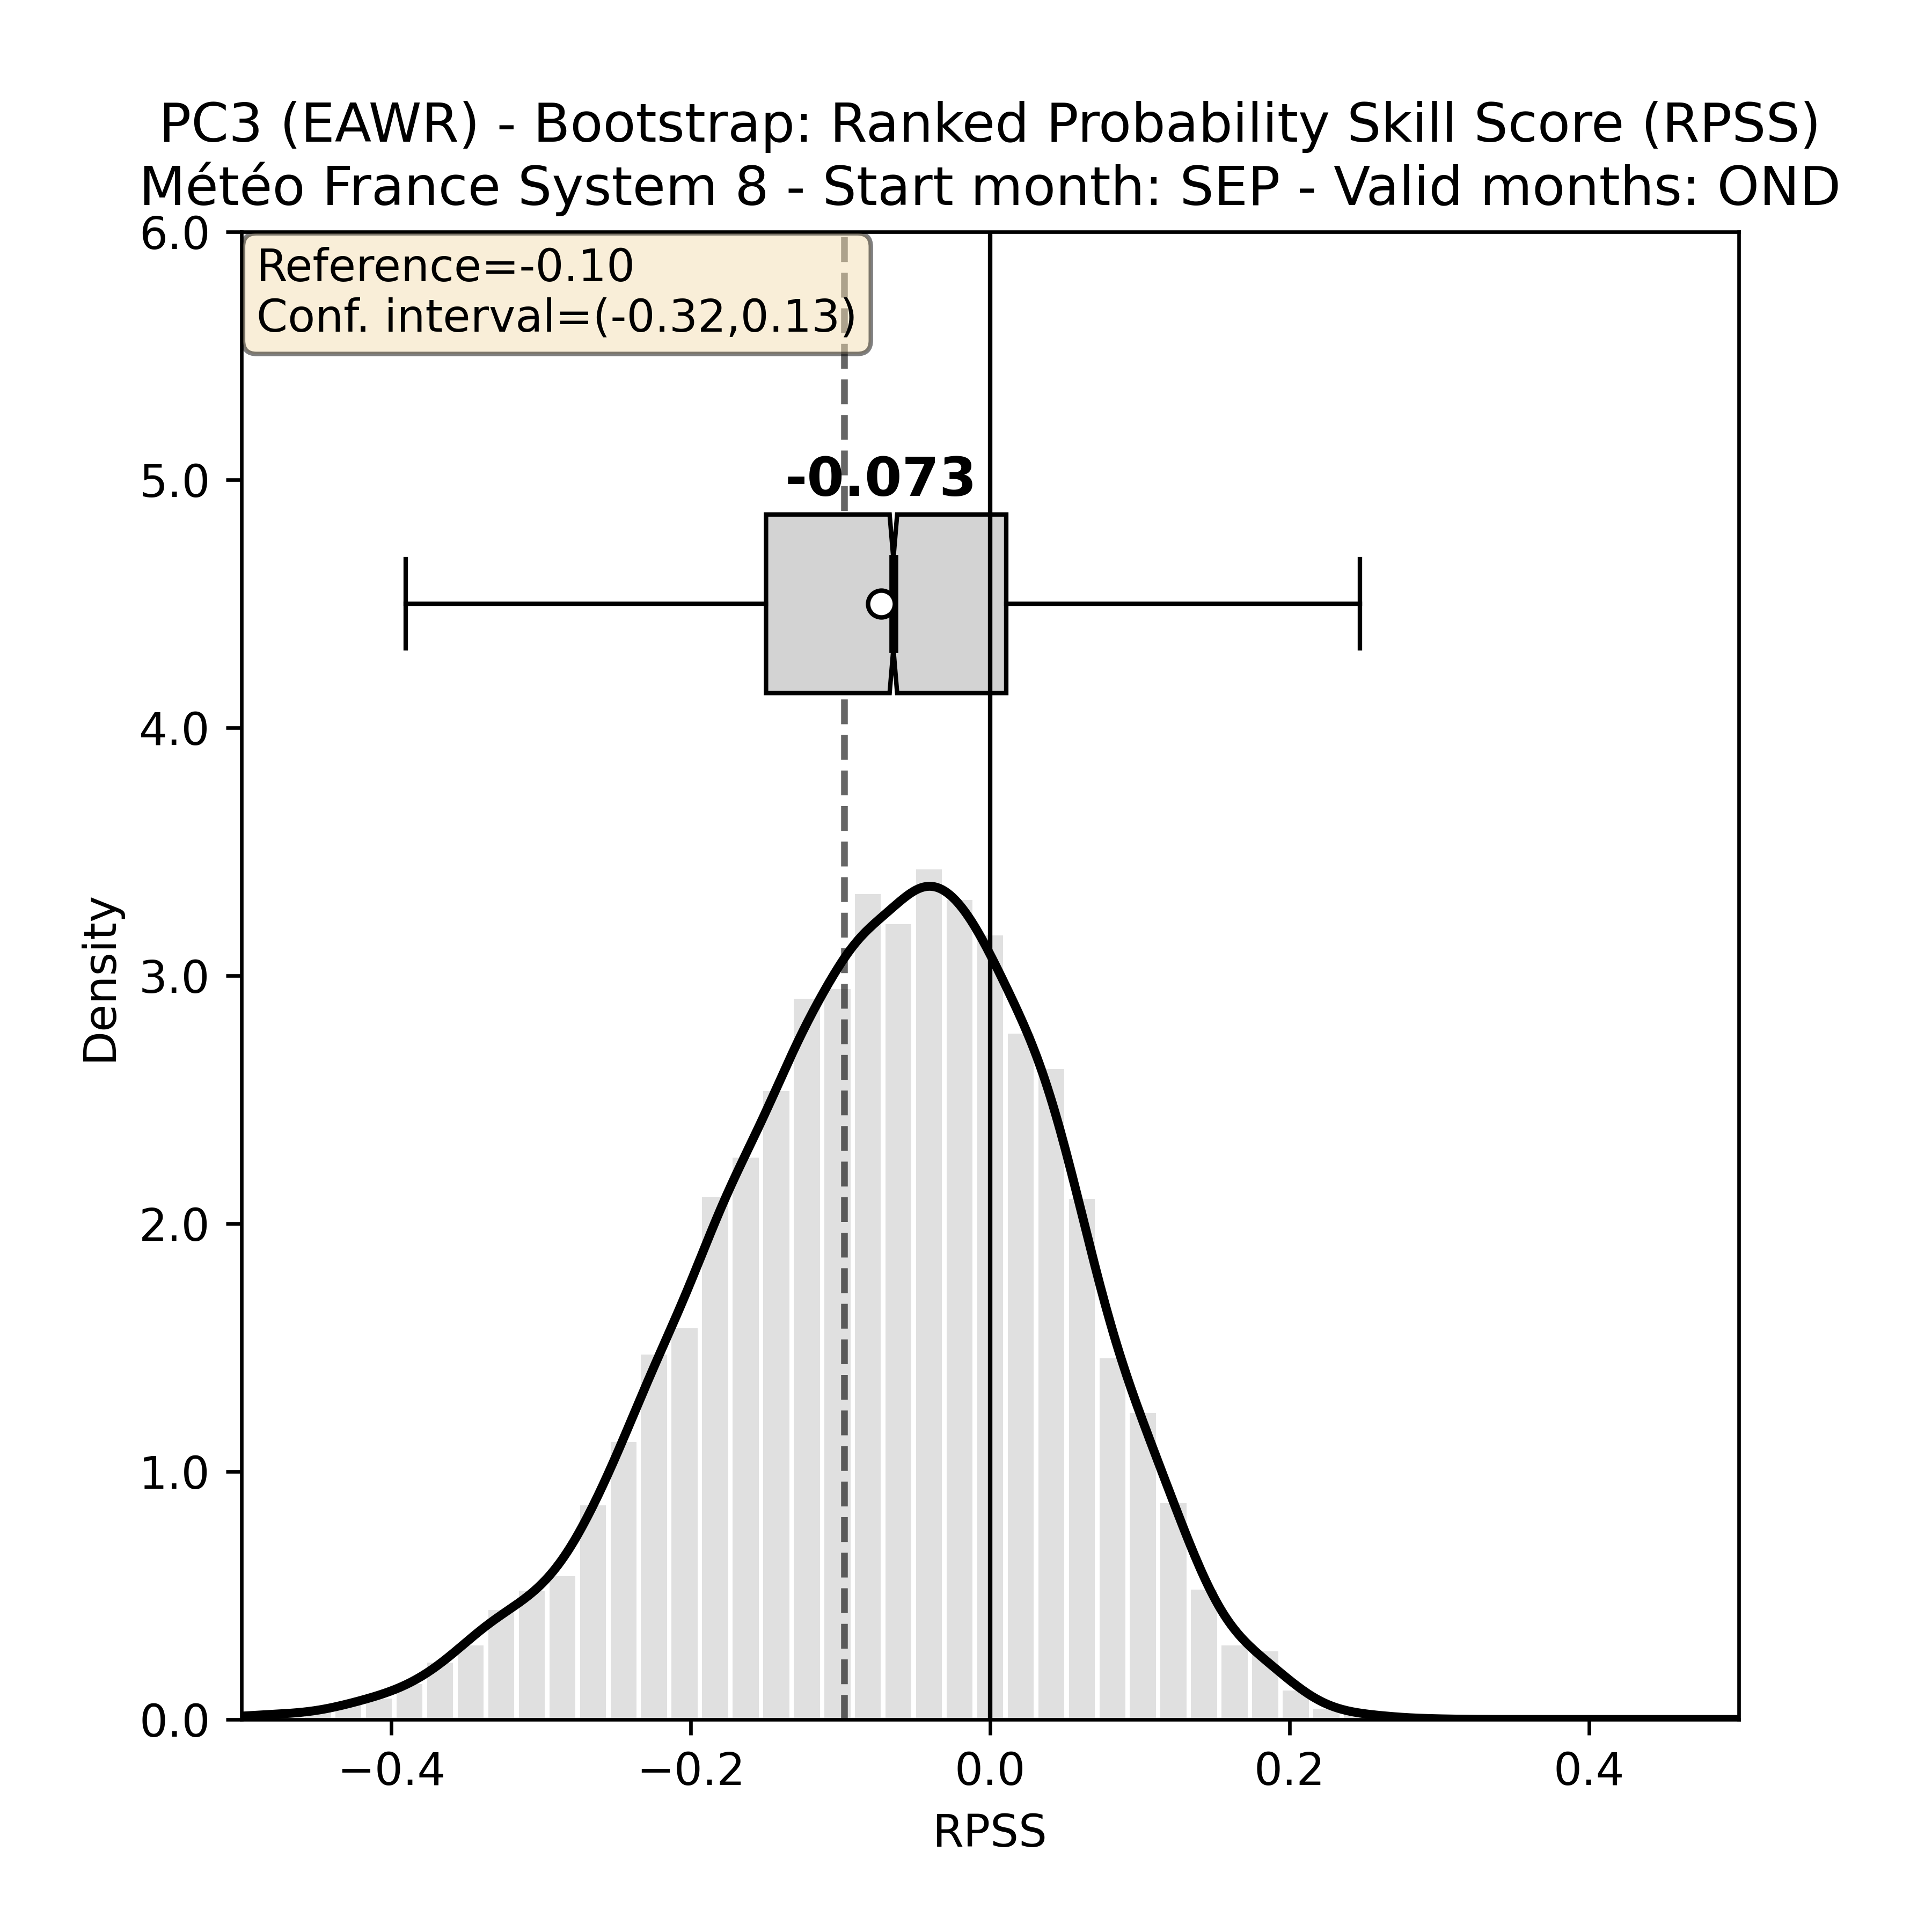 PC3 (EAWR) - Bootstrap: Ranked Probability Skill Score (RPSS)
Météo France System 8 - Start month: SEP - Valid months: OND
Reference=-0.10
Conf. interval=(-0.32,0.13)
-0.073
6.0
5.0
4.0
3.0
2.0
1.0
0.0
Density
−0.4
−0.2
0.0
0.2
0.4
RPSS